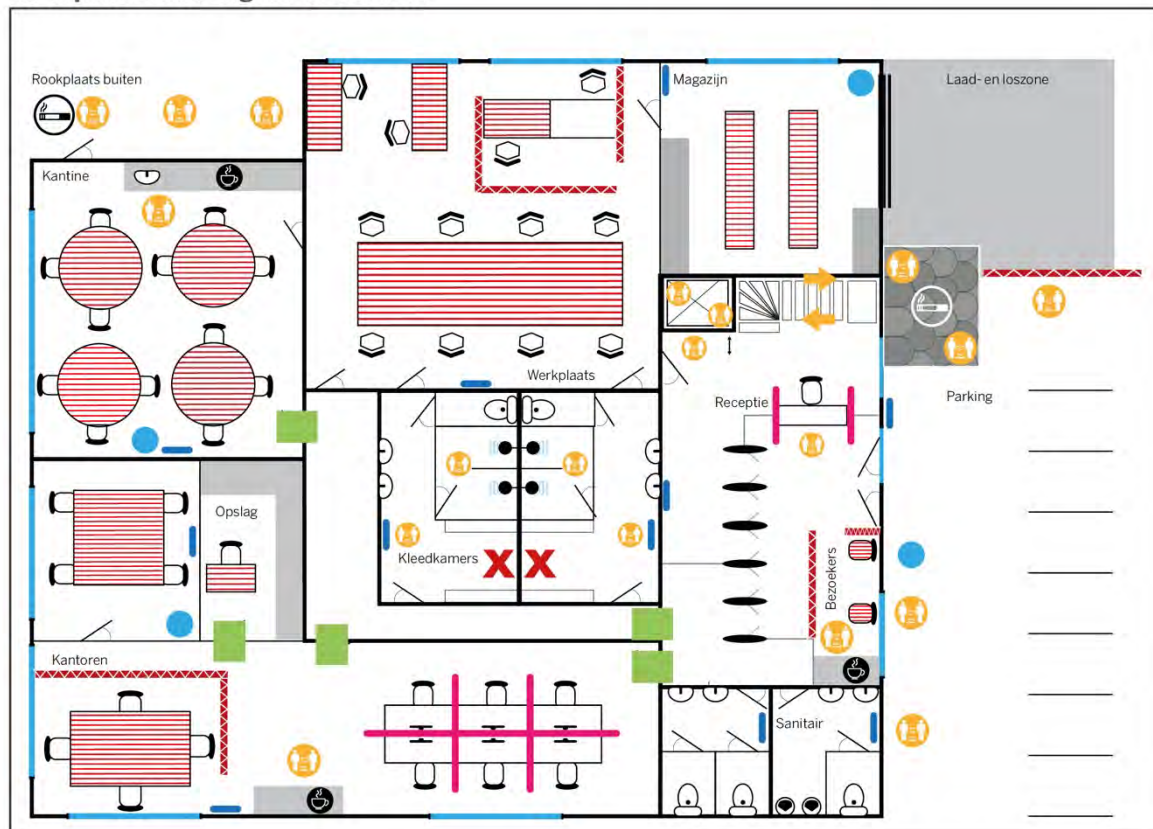 Rookplaats buiten
Magazijn
Laad- en loszone
Kantine
Werkplaats
Receptie
Parking
Opslag
Kleedkamers
X X
Bezoekers
Kantoren
Sanitair